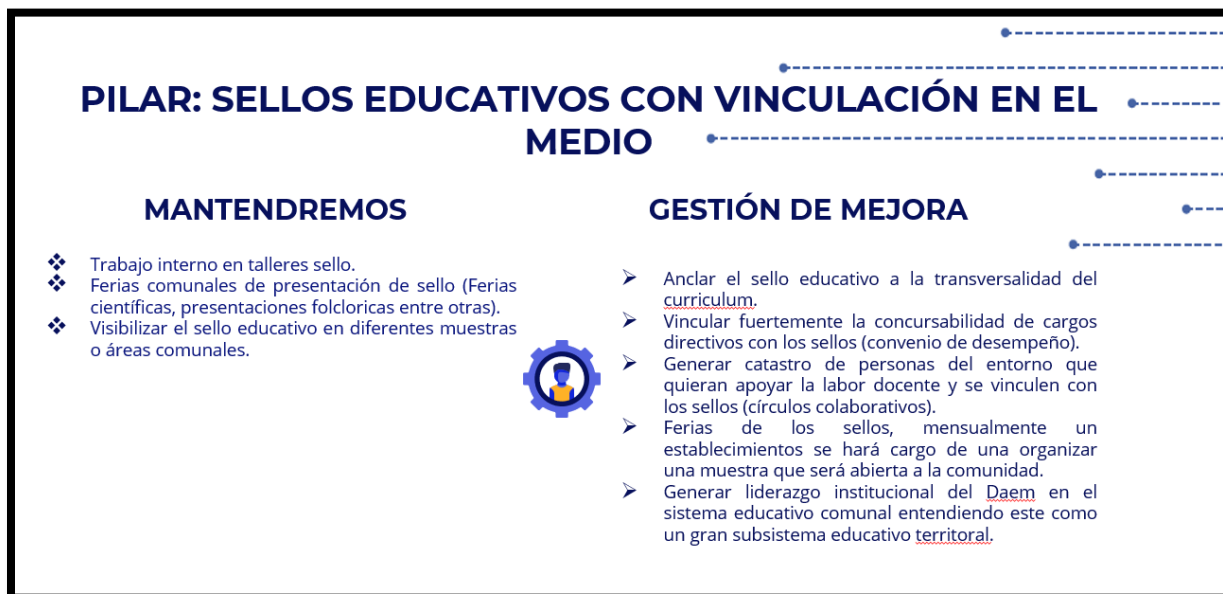 PILAR: SELLOS EDUCATIVOS CON VINCULACIÓN EN EL
MEDIO
MANTENDREMOS
Trabajo interno en talleres sello.
Ferias comunales de presentación de sello (Ferias
científicas, presentaciones folcloricas entre otras).
Visibilizar el sello educativo en diferentes muestras
o áreas comunales.
GESTIÓN DE MEJORA
Anclar el sello educativo a la transversalidad del
curriculum.
Vincular fuertemente la concursabilidad de cargos
directivos con los sellos (convenio de desempeño).
Generar catastro de personas del entorno que
quieran apoyar la labor docente y se vinculen con
los sellos (círculos colaborativos).
Ferias de los sellos, mensualmente un
establecimientos se hará cargo de una organizar
una muestra que será abierta a la comunidad.
Generar liderazgo institucional del Daem en el
sistema educativo comunal entendiendo este como
un gran subsistema educativo territoral.